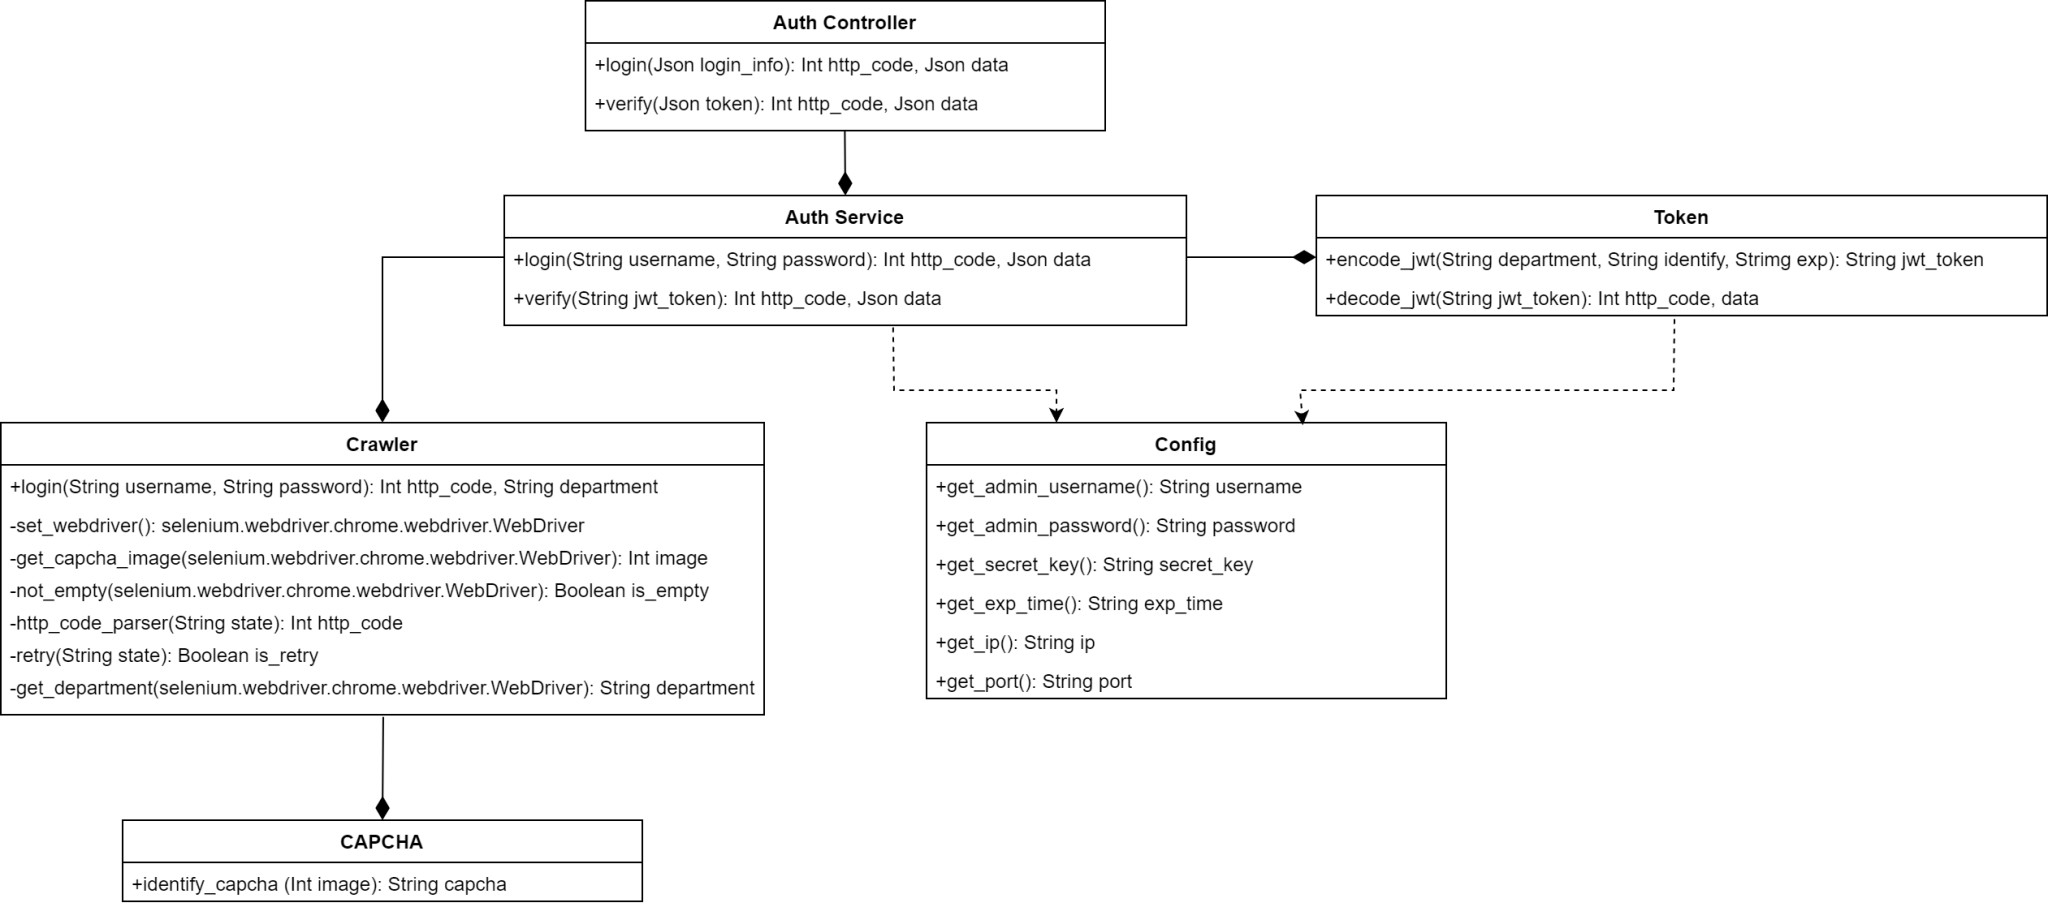 Auth Controller
+login(Json login_info): Int http_code, Json data
+verify(Json token): Int http_code, Json data
Auth Service
+login(String username, String password): Int http_code, Json data
+verify(String jwt_token): Int http_code, Json data
Token
+encode_jwt(String department, String identify, Strimg exp): String jwt_token
+decode_jwt(String jwt_token): Int http_code, data
Crawler
+login(String username, String password): Int http_code, String department
-set_webdriver(): selenium.webdriver.chrome.webdriver.WebDriver
-get_capcha_image(selenium.webdriver.chrome.webdriver.WebDriver): Int image
-not_empty(selenium.webdriver.chrome.webdriver.WebDriver): Boolean is_empty
-http_code_parser(String state): Int http_code
-retry(String state): Boolean is_retry
-get_department(selenium.webdriver.chrome.webdriver.WebDriver): String department
Config
+get_admin_username(): String username
+get_admin_password(): String password
+get_secret_key(): String secret_key
+get_exp_time(): String exp_time
+get_ip(): String ip
+get_port(): String port
CAPCHA
+identify_capcha (Int image): String capcha